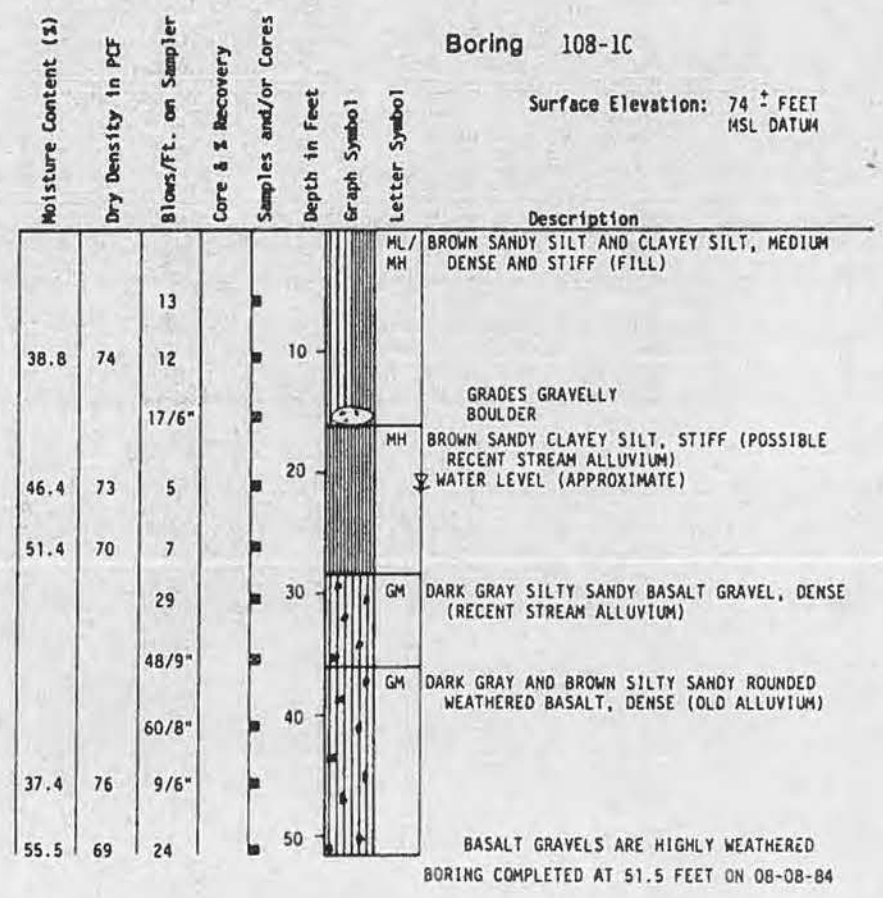 Boring 108-1C
Surface Elevation: 74 ± FEET
MSL DATUM
Moisture Content (%)
Dry Density in PCF
Blows/Ft. on Sampler
Core & % Recovery
Samples and/or Cores
Depth in Feet
Graph Symbol
Letter Symbol
Description
ML/ BROWN SANDY SILT AND CLAYEY SILT, MEDIUM
MH DENSE AND STIFF (FILL)
13
38.8 74 12 10
GRADES GRAVELLY
17/6" BOULDER
MH BROWN SANDY CLAYEY SILT, STIFF (POSSIBLE
RECENT STREAM ALLUVIUM)
20 WATER LEVEL (APPROXIMATE)
46.4 73 5
51.4 70 7
30 GM DARK GRAY SILTY SANDY BASALT GRAVEL, DENSE
29 (RECENT STREAM ALLUVIUM)
48/9"
GM DARK GRAY AND BROWN SILTY SANDY ROUNDED
WEATHERED BASALT, DENSE (OLD ALLUVIUM)
60/8" 40
37.4 76 9/6"
50 BASALT GRAVELS ARE HIGHLY WEATHERED
55.5 69 24
BORING COMPLETED AT 51.5 FEET ON 08-08-84